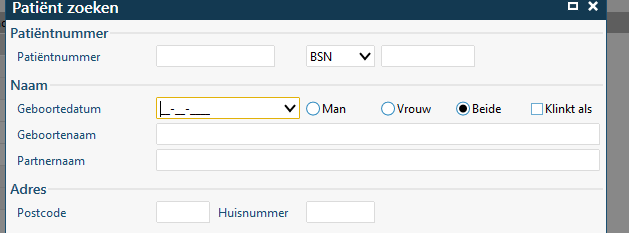 Patiënt zoeken
Patiëntnummer
Patiëntnummer BSN
Naam
Geboortedatum __-__-____ Man Vrouw Beide Klinkt als
Geboortenaam
Partnernaam
Adres
Postcode Huisnummer